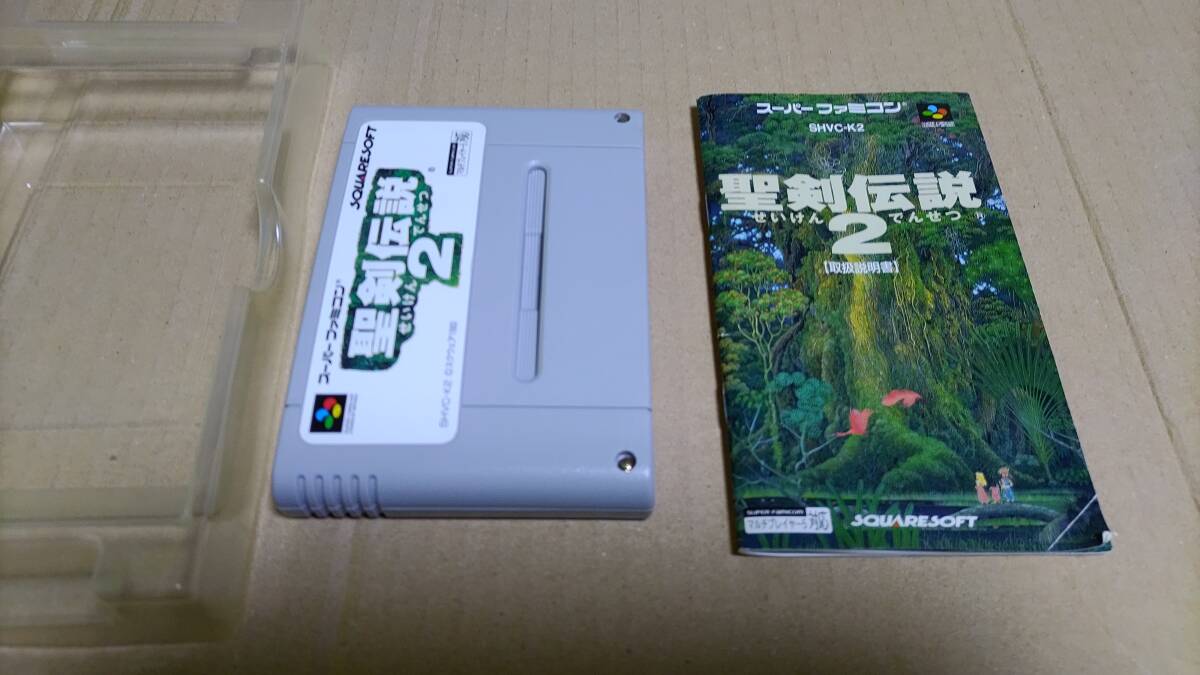 スーパーファミコン
聖剣伝説
せいけん
2
でんせつ
SHVC-K2
SQUARESOFT
スーパーファミコン
SHVC-K2
聖剣伝説
せいけん
2
でんせつ
【取扱説明書】
SUPER FAMICOM
マルチプレイヤー5対応
SQUARESOFT